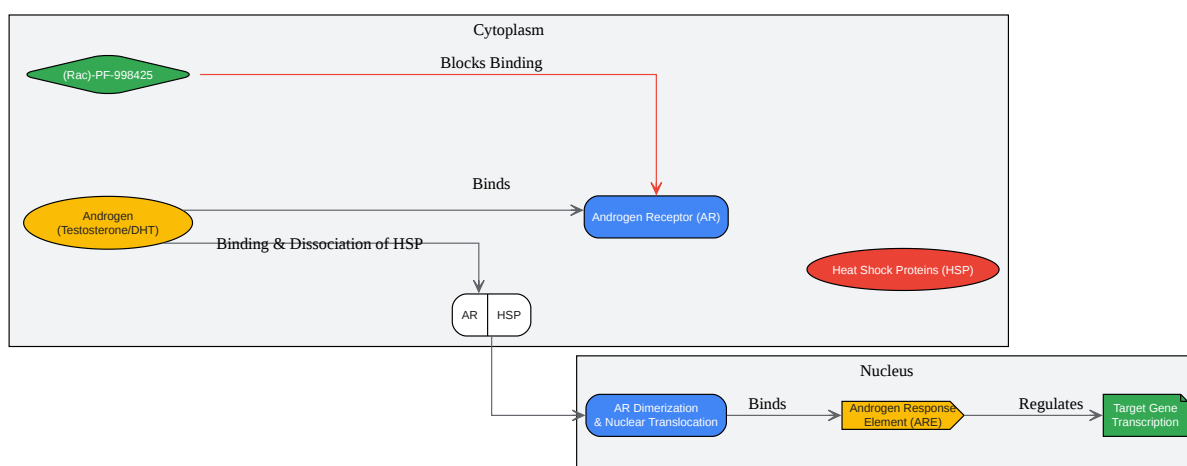 Cytoplasm
(Rac)-PF-998425
Blocks Binding
Binds
Androgen
(Testosterone/DHT)
Androgen Receptor (AR)
Binding & Dissociation of HSP
Heat Shock Proteins (HSP)
AR
HSP
Nucleus
AR Dimerization
& Nuclear Translocation
Binds
Androgen Response
Element (ARE)
Regulates
Target Gene
Transcription